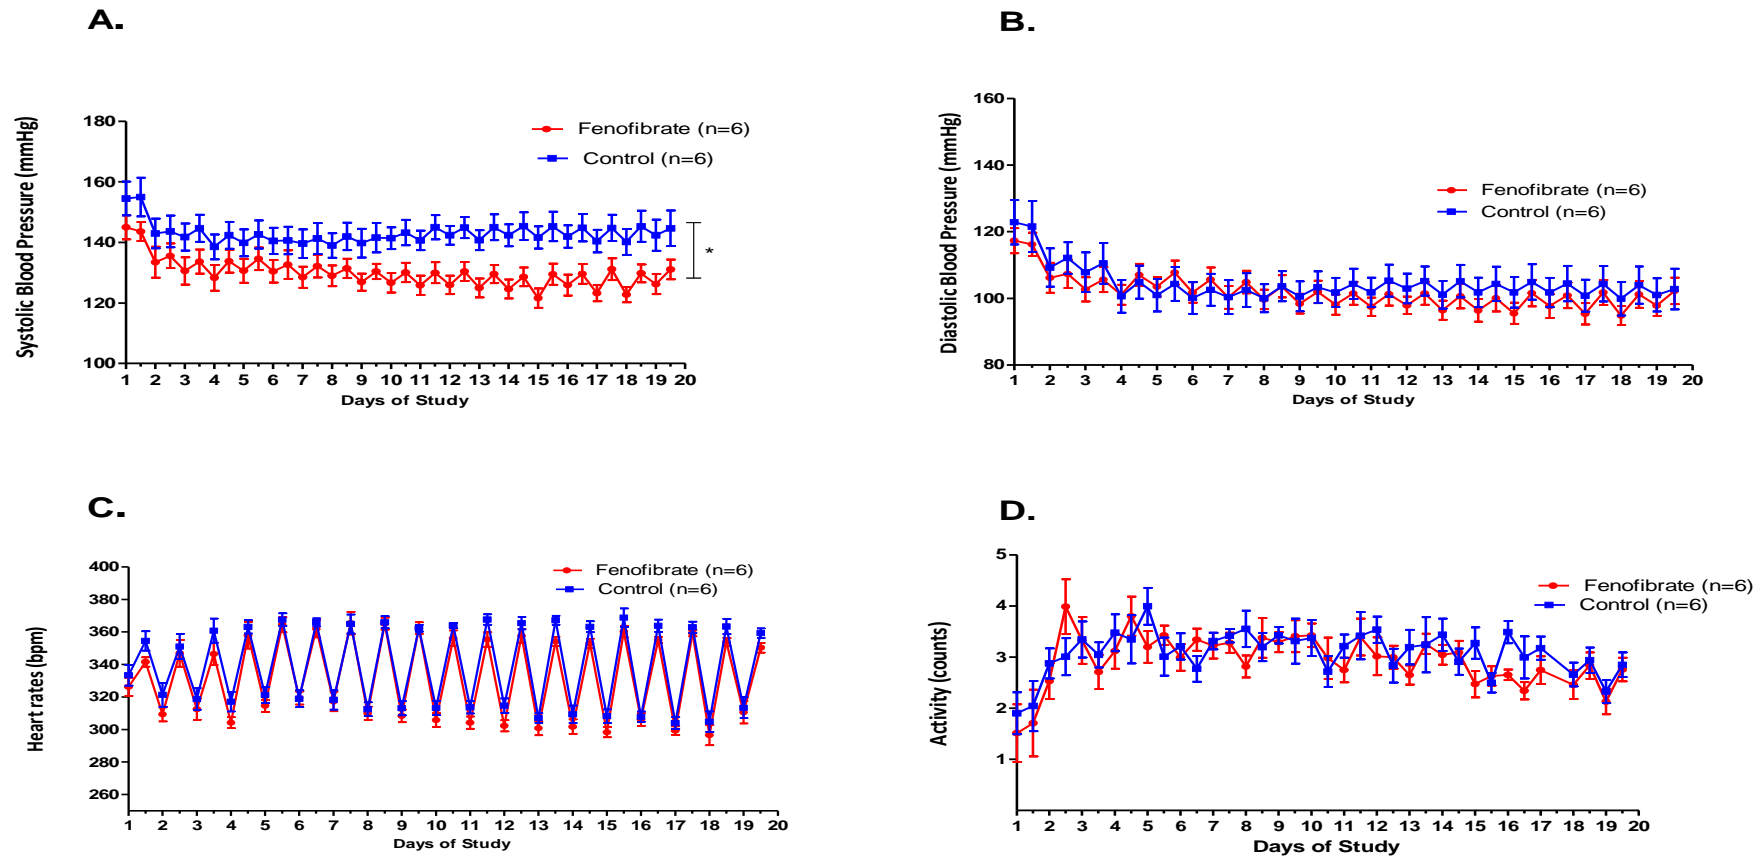 A.
Systolic Blood Pressure (mmHg)
180
160
140
120
100
Fenofibrate (n=6)
Control (n=6)
*
1 2 3 4 5 6 7 8 9 10 11 12 13 14 15 16 17 18 19 20
Days of Study
B.
Diastolic Blood Pressure (mmHg)
160
140
120
100
80
Fenofibrate (n=6)
Control (n=6)
1 2 3 4 5 6 7 8 9 10 11 12 13 14 15 16 17 18 19 20
Days of Study
C.
Heart rates (bpm)
400
380
360
340
320
300
280
260
Fenofibrate (n=6)
Control (n=6)
1 2 3 4 5 6 7 8 9 10 11 12 13 14 15 16 17 18 19 20
Days of Study
D.
Activity (counts)
5
4
3
2
1
Fenofibrate (n=6)
Control (n=6)
1 2 3 4 5 6 7 8 9 10 11 12 13 14 15 16 17 18 19 20
Days of Study